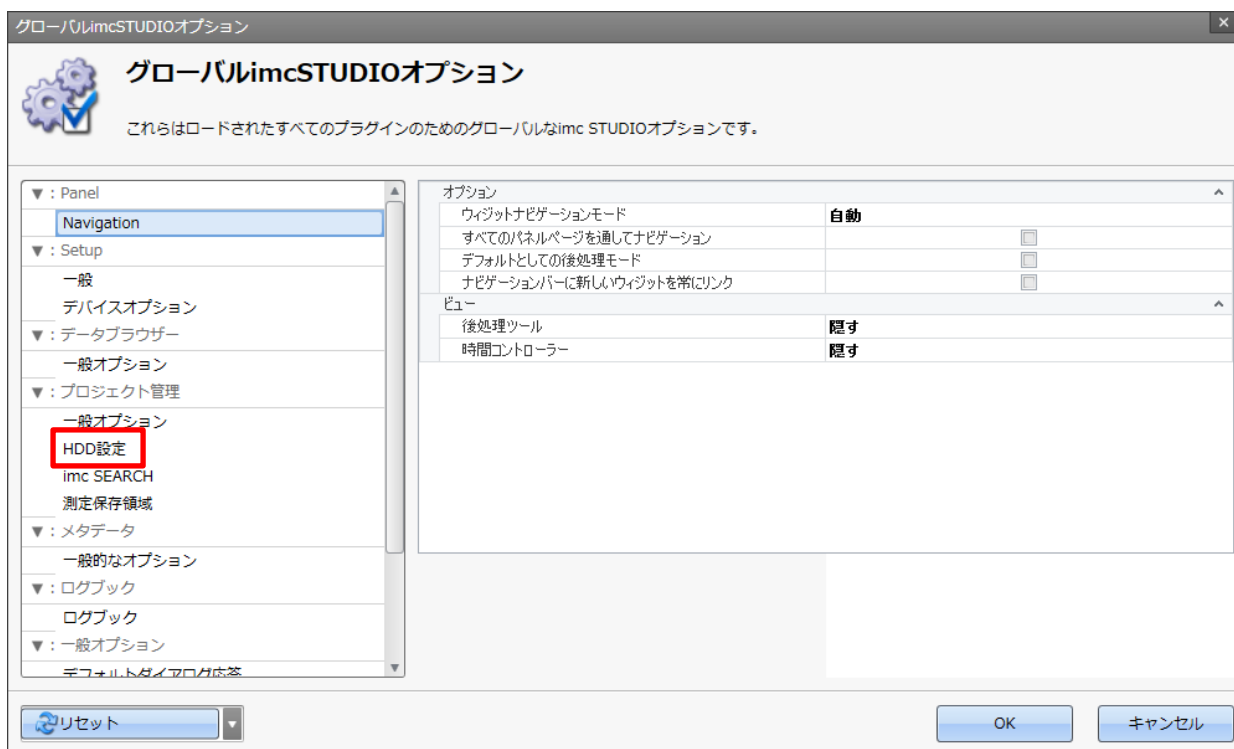 グローバルimcSTUDIOオプション
グローバルimcSTUDIOオプション
これらはロードされたすべてのプラグインのためのグローバルなimc STUDIOオプションです。
▼ : Panel
Navigation
▼ : Setup
一般
デバイスオプション
▼ : データブラウザー
一般オプション
▼ : プロジェクト管理
一般オプション
HDD設定
imc SEARCH
測定保存領域
▼ : メタデータ
一般的なオプション
▼ : ログブック
ログブック
▼ : 一般オプション
デフォルトダイアログ応答
オプション
ウィジットナビゲーションモード 自動
すべてのパネルページを通してナビゲーション
デフォルトとしての後処理モード
ナビゲーションバーに新しいウィジットを常にリンク
ビュー
後処理ツール 隠す
時間コントローラー 隠す
リセット
OK
キャンセル